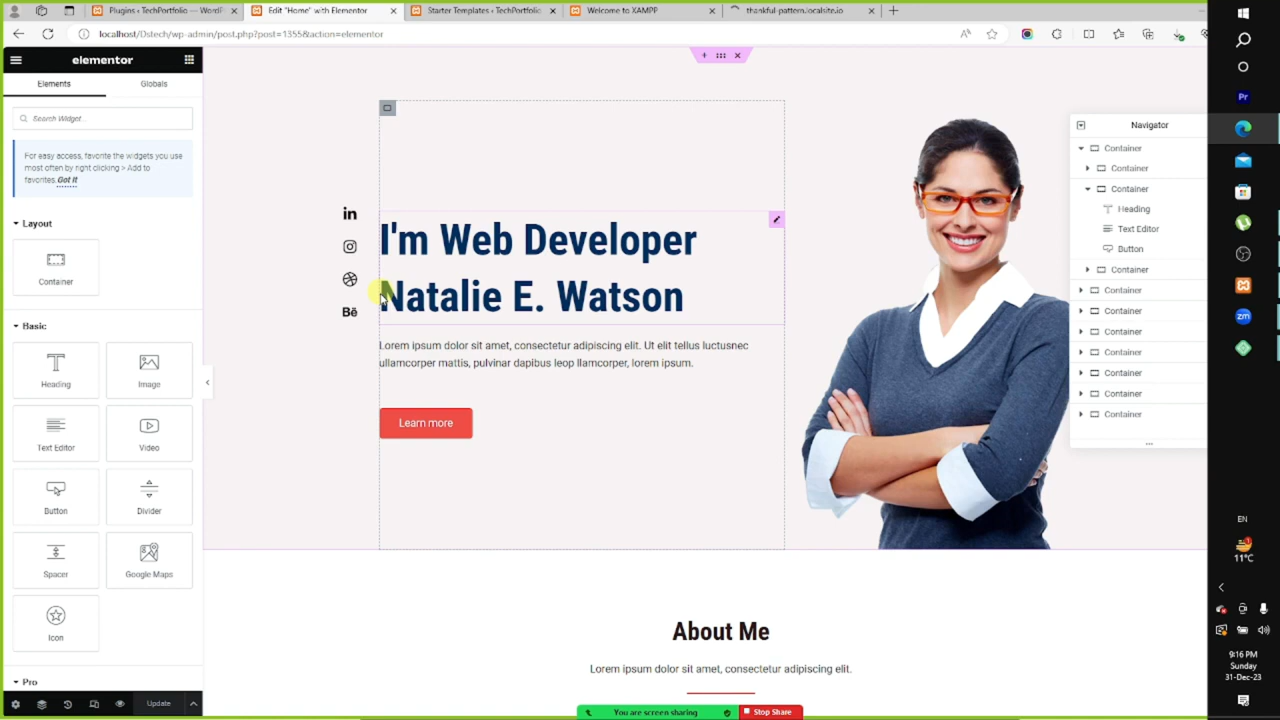 Plugins ‹ TechPortfolio — WordP
Edit "Home" with Elementor
Starter Templates ‹ TechPortfolio
Welcome to XAMPP
thankful-pattern.localsite.io
localhost/Dstech/wp-admin/post.php?post=1355&action=elementor
elementor
Elements
Globals
Search Widget...
For easy access, favorite the widgets you use
most often by right clicking > Add to
favorites. Got It
Layout
Container
Basic
Heading
Image
Text Editor
Video
Button
Divider
Spacer
Google Maps
Icon
Pro
Update
in
Bē
I'm Web Developer
Natalie E. Watson
Lorem ipsum dolor sit amet, consectetur adipiscing elit. Ut elit tellus luctusnec
ullamcorper mattis, pulvinar dapibus leop llamcorper, lorem ipsum.
Learn more
About Me
Lorem ipsum dolor sit amet, consectetur adipiscing elit.
Navigator
Container
Container
Container
Heading
Text Editor
Button
Container
Container
Container
Container
Container
Container
Container
Container
You are screen sharing
Stop Share
Pr
zm
EN
1
11°C
9:16 PM
Sunday
31-Dec-23